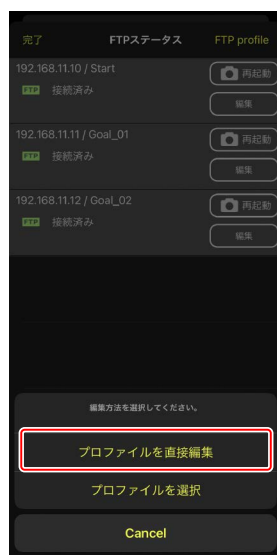 完了 FTPステータス FTP profile
192.168.11.10 / Start
再起動
FTP 接続済み
編集
192.168.11.11 / Goal_01
再起動
FTP 接続済み
編集
192.168.11.12 / Goal_02
再起動
FTP 接続済み
編集
編集方法を選択してください。
プロファイルを直接編集
プロファイルを選択
Cancel